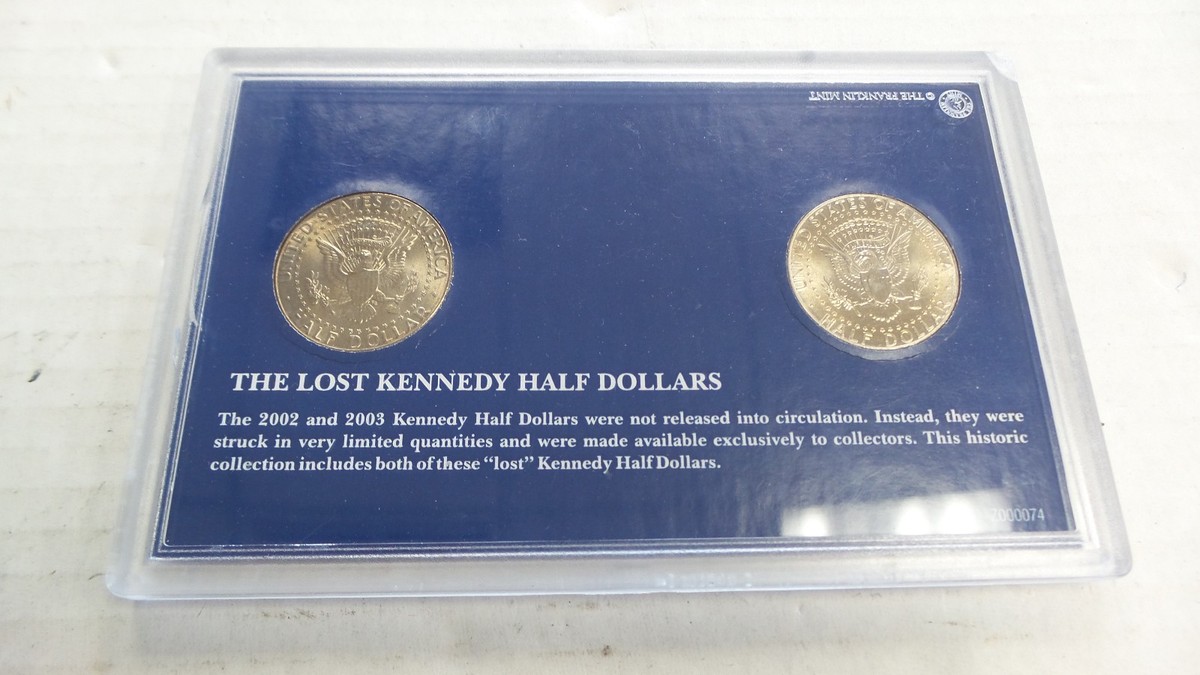 © THE FRANKLIN MINT
UNITED STATES OF AMERICA
HALF DOLLAR
UNITED STATES OF AMERICA
HALF DOLLAR
THE LOST KENNEDY HALF DOLLARS
The 2002 and 2003 Kennedy Half Dollars were not released into circulation. Instead, they were
struck in very limited quantities and were made available exclusively to collectors. This historic
collection includes both of these “lost” Kennedy Half Dollars.
Z000074